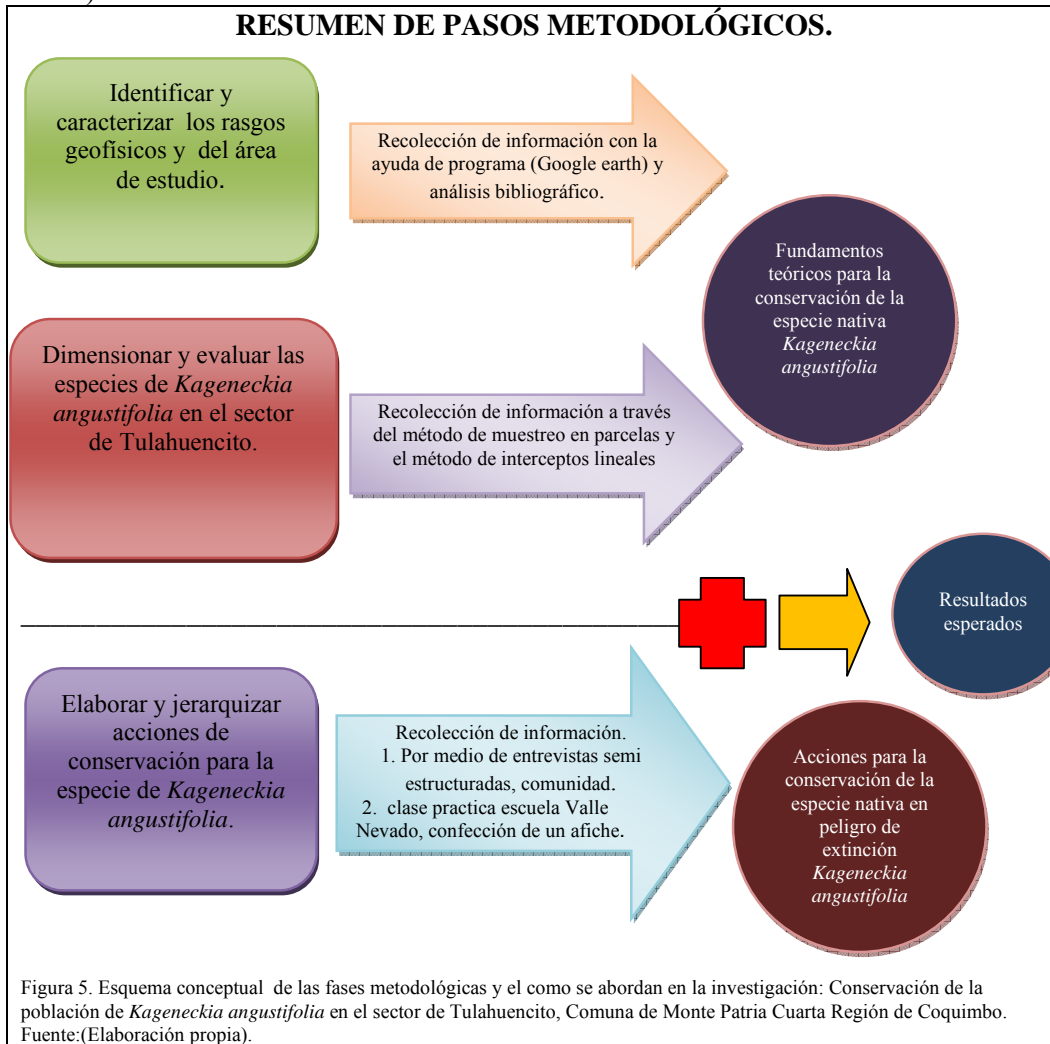 RESUMEN DE PASOS METODOLÓGICOS.
Identificar y
caracterizar los rasgos
geofísicos y del área
de estudio.
Recolección de información con la
ayuda de programa (Google earth) y
análisis bibliográfico.
Fundamentos
teóricos para la
conservación de la
especie nativa
Kageneckia
angustifolia
Dimensionar y evaluar las
especies de Kageneckia
angustifolia en el sector
de Tulahuencito.
Recolección de información a través
del método de muestreo en parcelas y
el método de interceptos lineales
Resultados
esperados
Elaborar y jerarquizar
acciones de
conservación para la
especie de Kageneckia
angustifolia.
Recolección de información.
1. Por medio de entrevistas semi
estructuradas, comunidad.
2. clase practica escuela Valle
Nevado, confección de un afiche.
Acciones para la
conservación de la
especie nativa en
peligro de
extinción
Kageneckia
angustifolia
Figura 5. Esquema conceptual de las fases metodológicas y el como se abordan en la investigación: Conservación de la
población de Kageneckia angustifolia en el sector de Tulahuencito, Comuna de Monte Patria Cuarta Región de Coquimbo.
Fuente:(Elaboración propia).